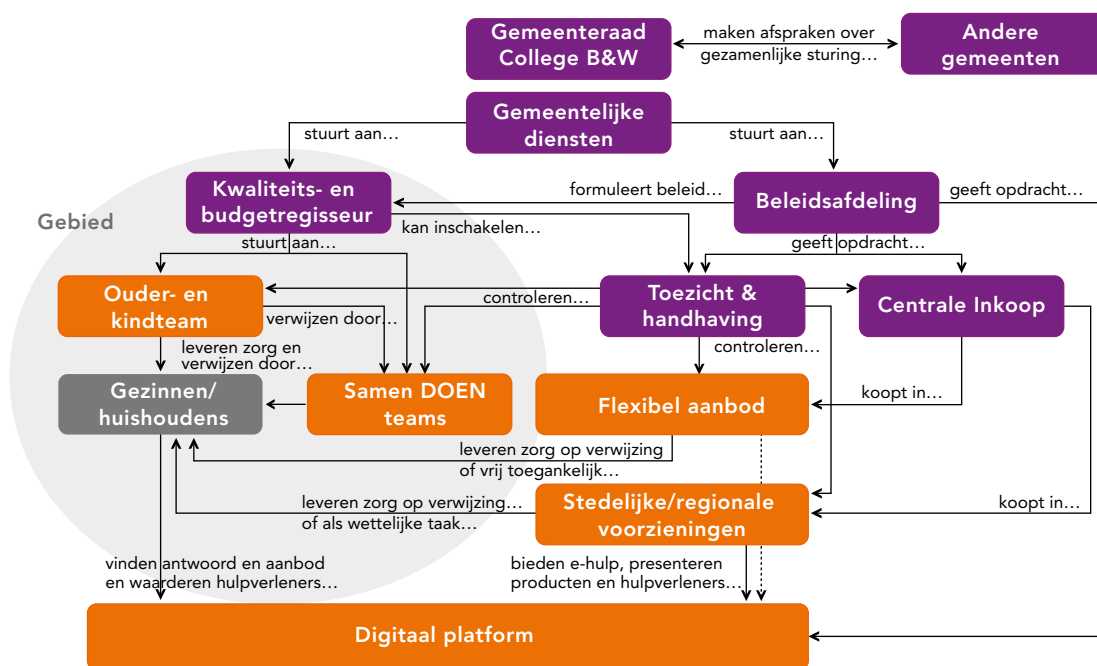 Gemeenteraad
College B&W
maken afspraken over
gezamenlijke sturing…
Andere
gemeenten
Gemeentelijke
diensten
stuurt aan…
stuurt aan…
Kwaliteits- en
budgetregisseur
formuleert beleid…
Beleidsafdeling
geeft opdracht…
Gebied
kan inschakelen…
stuurt aan…
geeft opdracht…
Ouder- en
kindteam
verwijzen door…
controleren…
Toezicht &
handhaving
Centrale Inkoop
leveren zorg en
verwijzen door…
controleren…
Gezinnen/
huishoudens
Samen DOEN
teams
Flexibel aanbod
koopt in…
leveren zorg op verwijzing
of vrij toegankelijk…
leveren zorg op verwijzing…
of als wettelijke taak…
Stedelijke/regionale
voorzieningen
koopt in…
vinden antwoord en aanbod
en waarderen hulpverleners…
bieden e-hulp, presenteren
producten en hulpverleners…
Digitaal platform